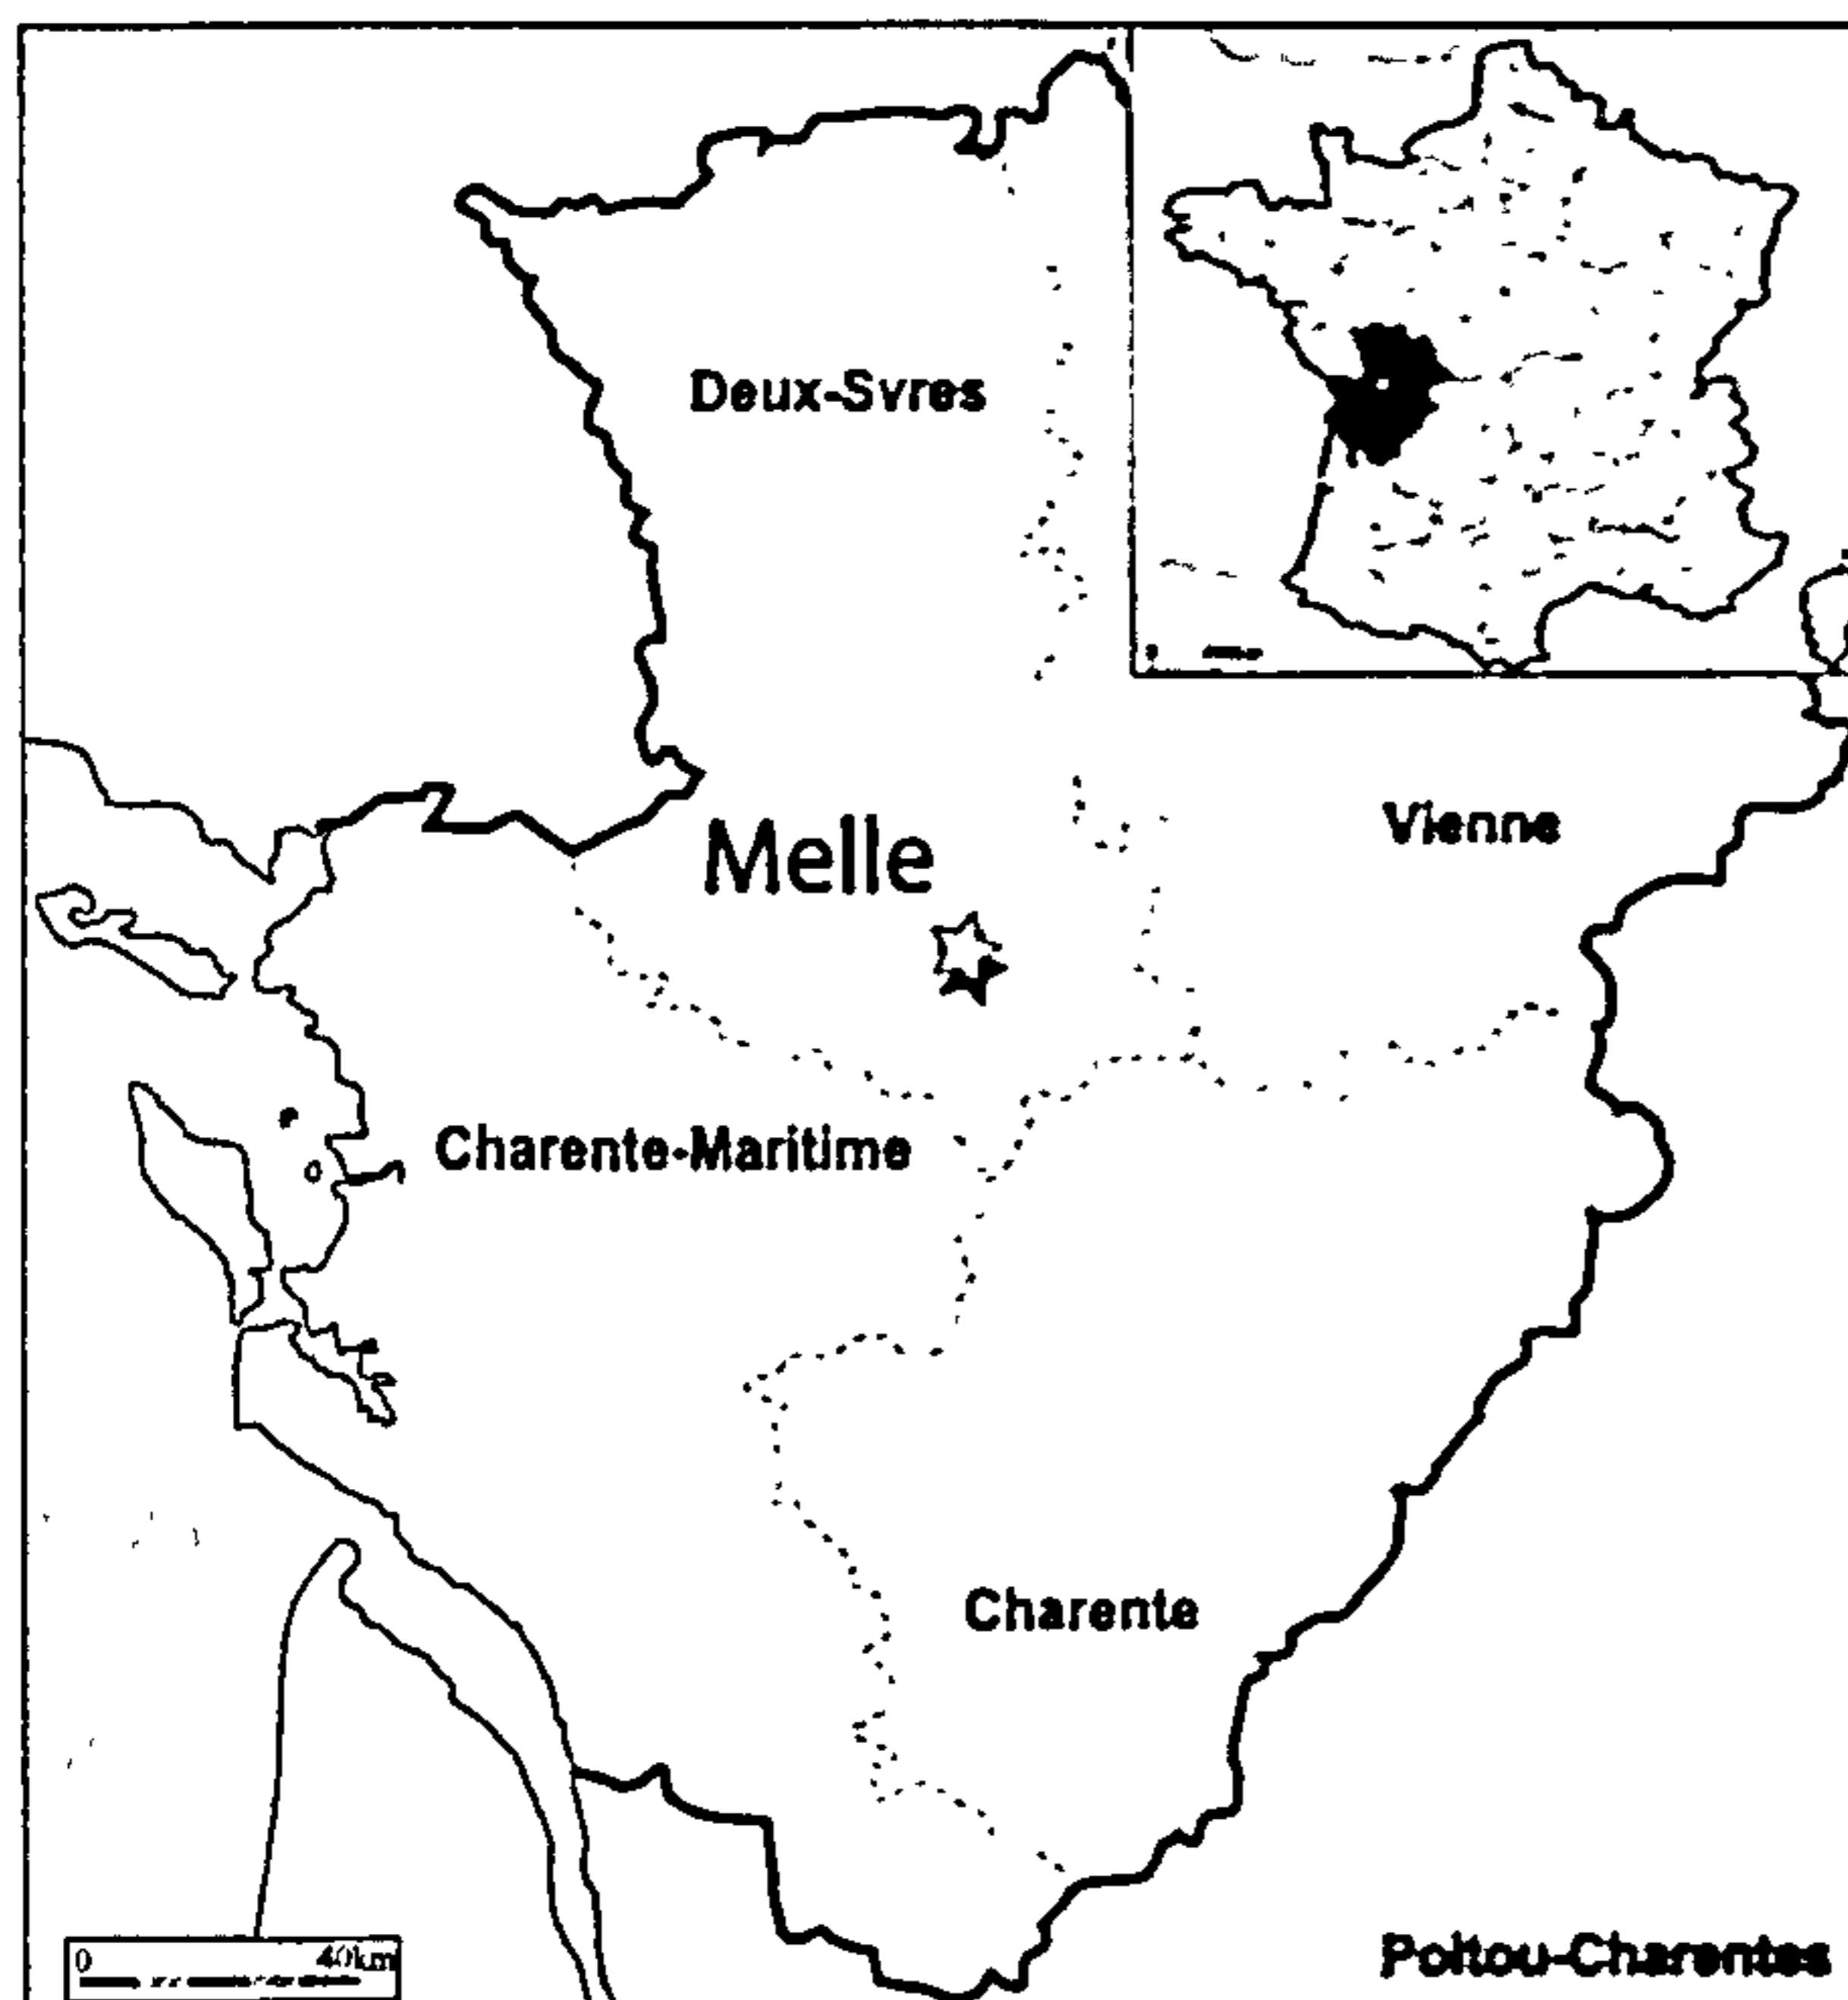 Deux-Svres
Vienne
Melle
Charente-Maritime
Charente
Poitou-Charentes
0 40km